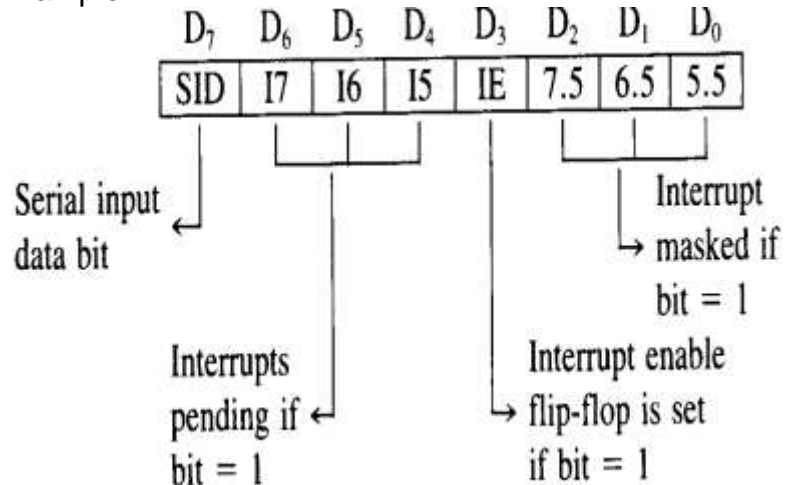 D₇ D₆ D₅ D₄ D₃ D₂ D₁ D₀
SID I7 I6 I5 IE 7.5 6.5 5.5
Serial input
data bit
Interrupt
masked if
bit = 1
Interrupts
pending if
bit = 1
Interrupt enable
flip-flop is set
if bit = 1